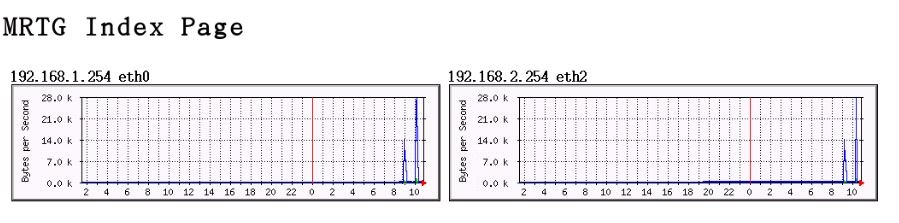 MRTG Index Page
192.168.1.254 eth0
192.168.2.254 eth2
Bytes per Second
28.0 k
21.0 k
14.0 k
7.0 k
0.0 k
2 4 6 8 10 12 14 16 18 20 22 0 2 4 6 8 10
Bytes per Second
28.0 k
21.0 k
14.0 k
7.0 k
0.0 k
2 4 6 8 10 12 14 16 18 20 22 0 2 4 6 8 10